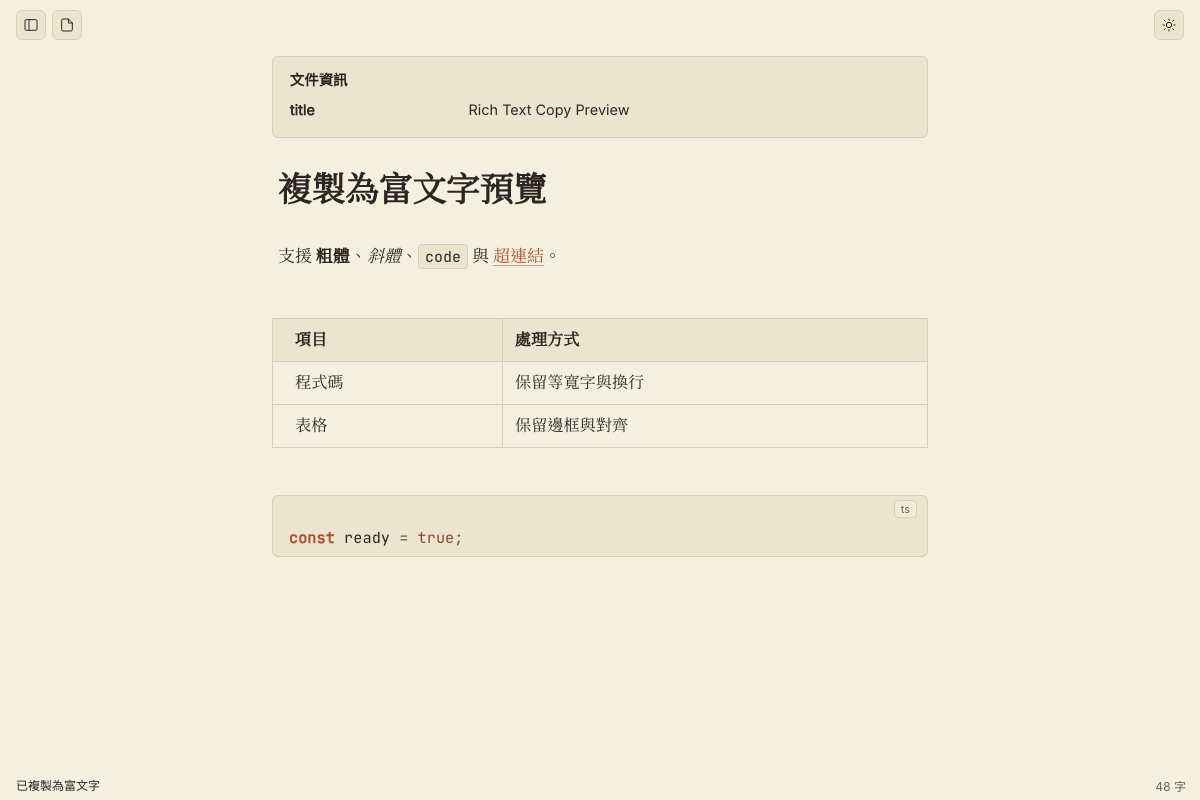 文件資訊
title Rich Text Copy Preview
複製為富文字預覽
支援 粗體、斜體、code 與 超連結。
項目 處理方式
程式碼 保留等寬字與換行
表格 保留邊框與對齊
ts
const ready = true;
已複製為富文字 48 字